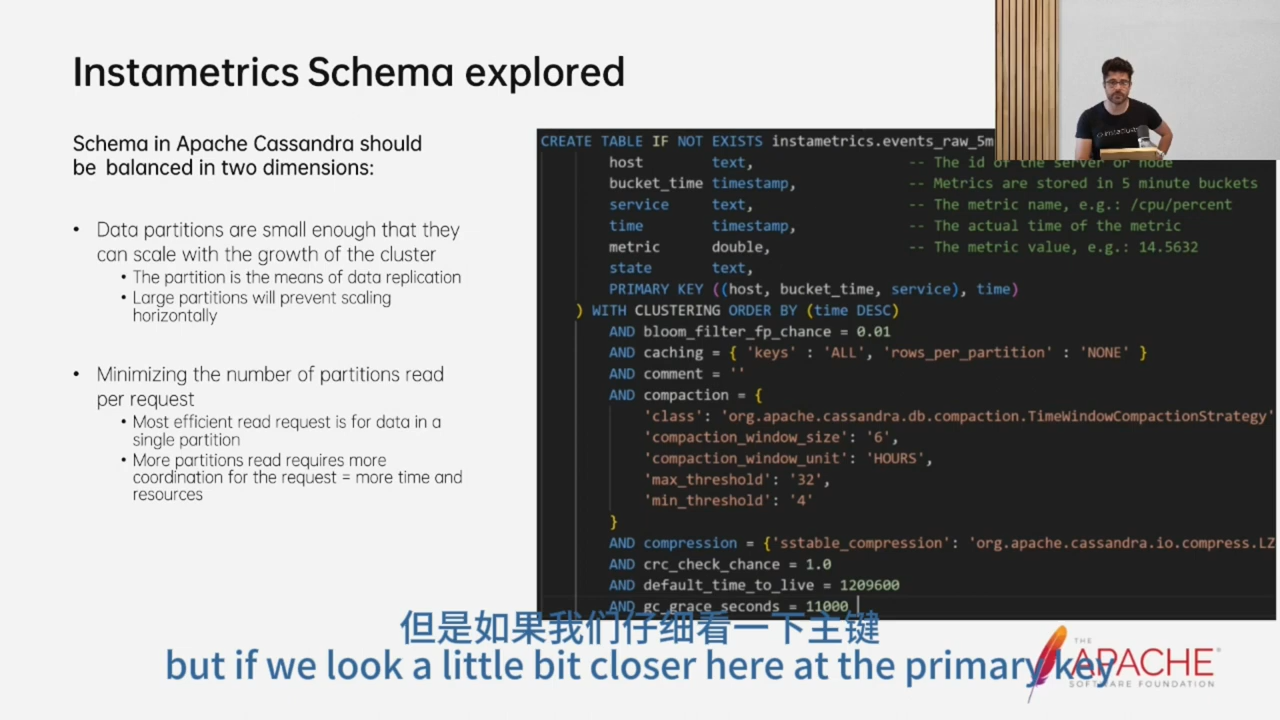 Instametrics Schema explored
Schema in Apache Cassandra should
be balanced in two dimensions:
• Data partitions are small enough that they
can scale with the growth of the cluster
• The partition is the means of data replication
• Large partitions will prevent scaling
horizontally
• Minimizing the number of partitions read
per request
• Most efficient read request is for data in a
single partition
• More partitions read requires more
coordination for the request = more time and
resources
CREATE TABLE IF NOT EXISTS instametrics.events_raw_5m
host text, -- The id of the server or node
bucket_time timestamp, -- Metrics are stored in 5 minute buckets
service text, -- The metric name, e.g.: /cpu/percent
time timestamp, -- The actual time of the metric
metric double, -- The metric value, e.g.: 14.5632
state text,
PRIMARY KEY ((host, bucket_time, service), time)
) WITH CLUSTERING ORDER BY (time DESC)
AND bloom_filter_fp_chance = 0.01
AND caching = { 'keys' : 'ALL', 'rows_per_partition' : 'NONE' }
AND comment = ''
AND compaction = {
'class': 'org.apache.cassandra.db.compaction.TimeWindowCompactionStrategy'
'compaction_window_size': '6',
'compaction_window_unit': 'HOURS',
'max_threshold': '32',
'min_threshold': '4'
}
AND compression = {'sstable_compression': 'org.apache.cassandra.io.compress.LZ
AND crc_check_chance = 1.0
AND default_time_to_live = 1209600
AND gc_grace_seconds = 11000
但是如果我们仔细看一下主键
but if we look a little bit closer here at the primary key
THE
APACHE
SOFTWARE FOUNDATION